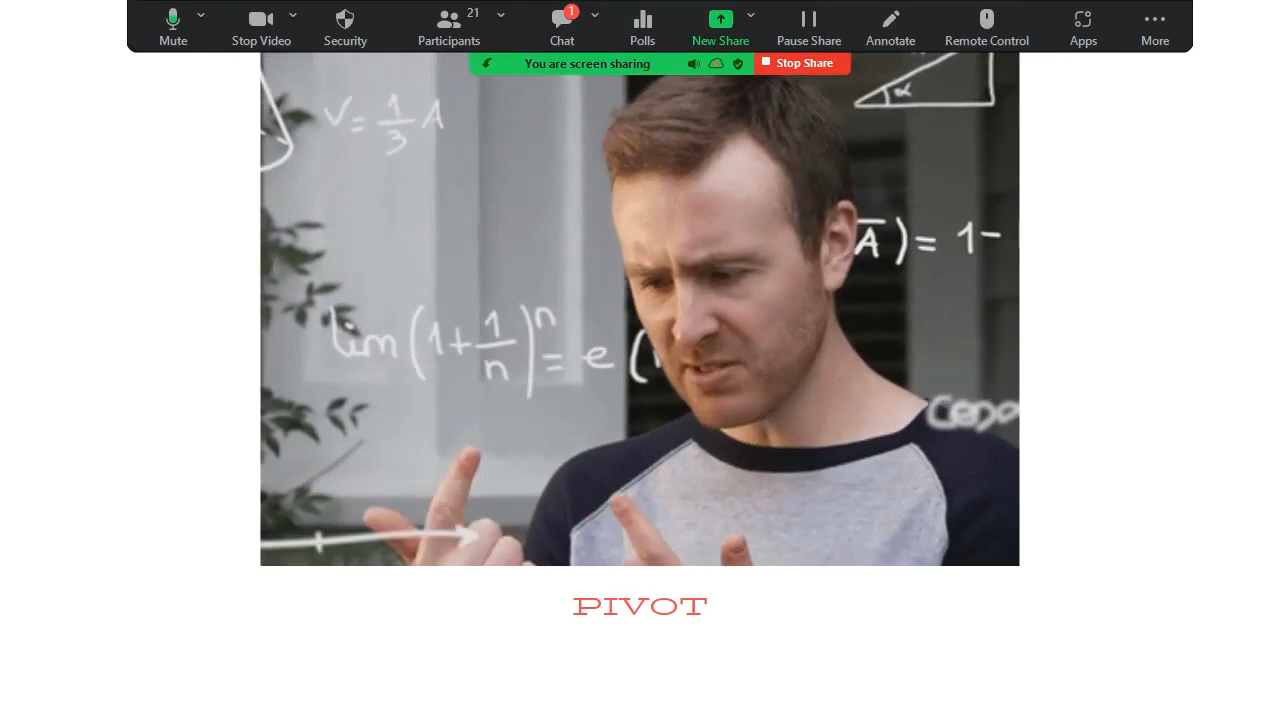 Mute
Stop Video
Security
Participants
21
Chat
1
Polls
New Share
Pause Share
Annotate
Remote Control
Apps
More
You are screen sharing
Stop Share
V = 1/3 A
α
A) = 1-
lim (1 + 1/n)^n = e (
PIVOT